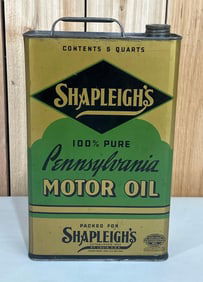 CONTENTS 5 QUARTS
SHAPLEIGH'S
100% PURE
Pennsylvania
MOTOR OIL
PACKED FOR
SHAPLEIGH'S